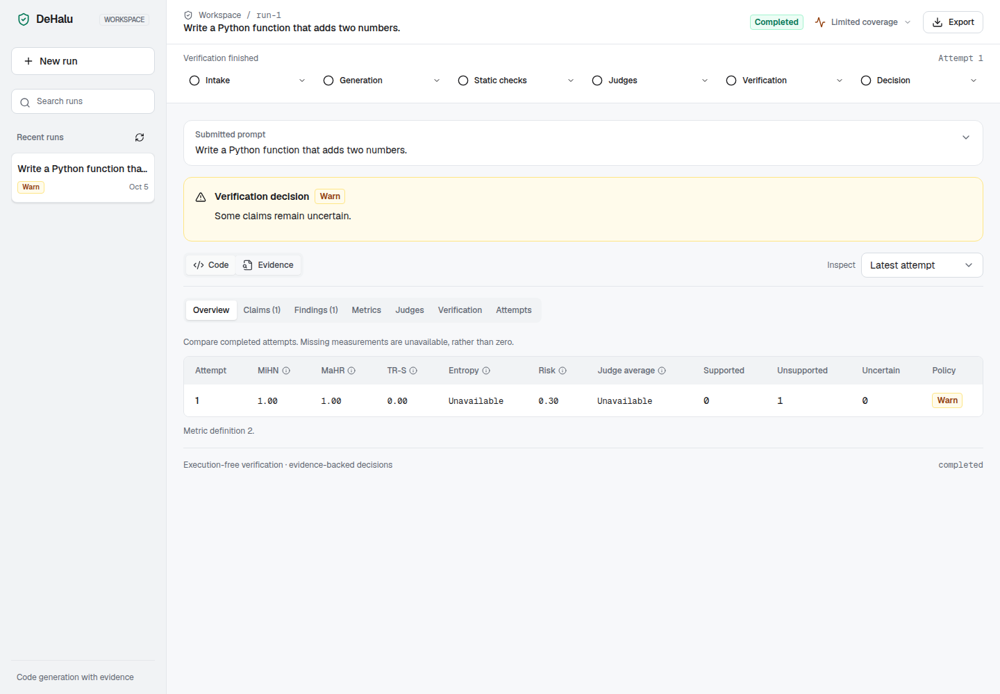 DeHalu
WORKSPACE
New run
Search runs
Recent runs
Write a Python function tha...
Warn
Oct 5
Code generation with evidence
Workspace / run-1
Write a Python function that adds two numbers.
Completed
Limited coverage
Export
Verification finished
Attempt 1
Intake
Generation
Static checks
Judges
Verification
Decision
Submitted prompt
Write a Python function that adds two numbers.
Verification decision Warn
Some claims remain uncertain.
Code
Evidence
Inspect
Latest attempt
Overview Claims (1) Findings (1) Metrics Judges Verification Attempts
Compare completed attempts. Missing measurements are unavailable, rather than zero.
Attempt MiHN MaHR TR-S Entropy Risk Judge average Supported Unsupported Uncertain Policy
1 1.00 1.00 0.00 Unavailable 0.30 Unavailable 0 1 0 Warn
Metric definition 2.
Execution-free verification · evidence-backed decisions
completed